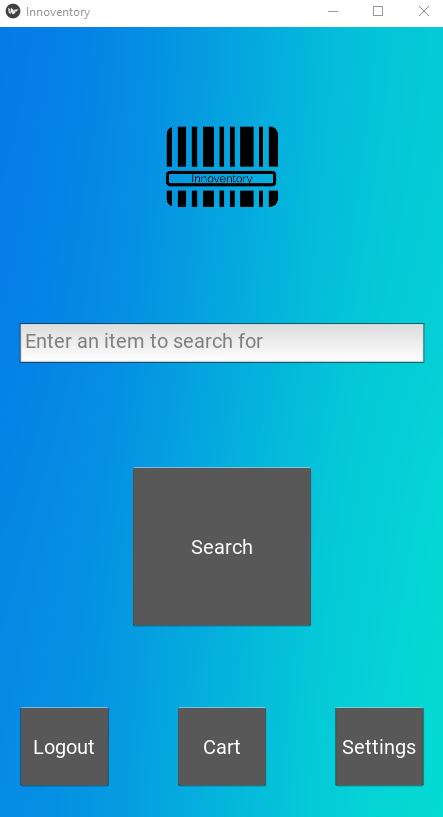 Innoventory
Innoventory
Enter an item to search for
Search
Logout
Cart
Settings